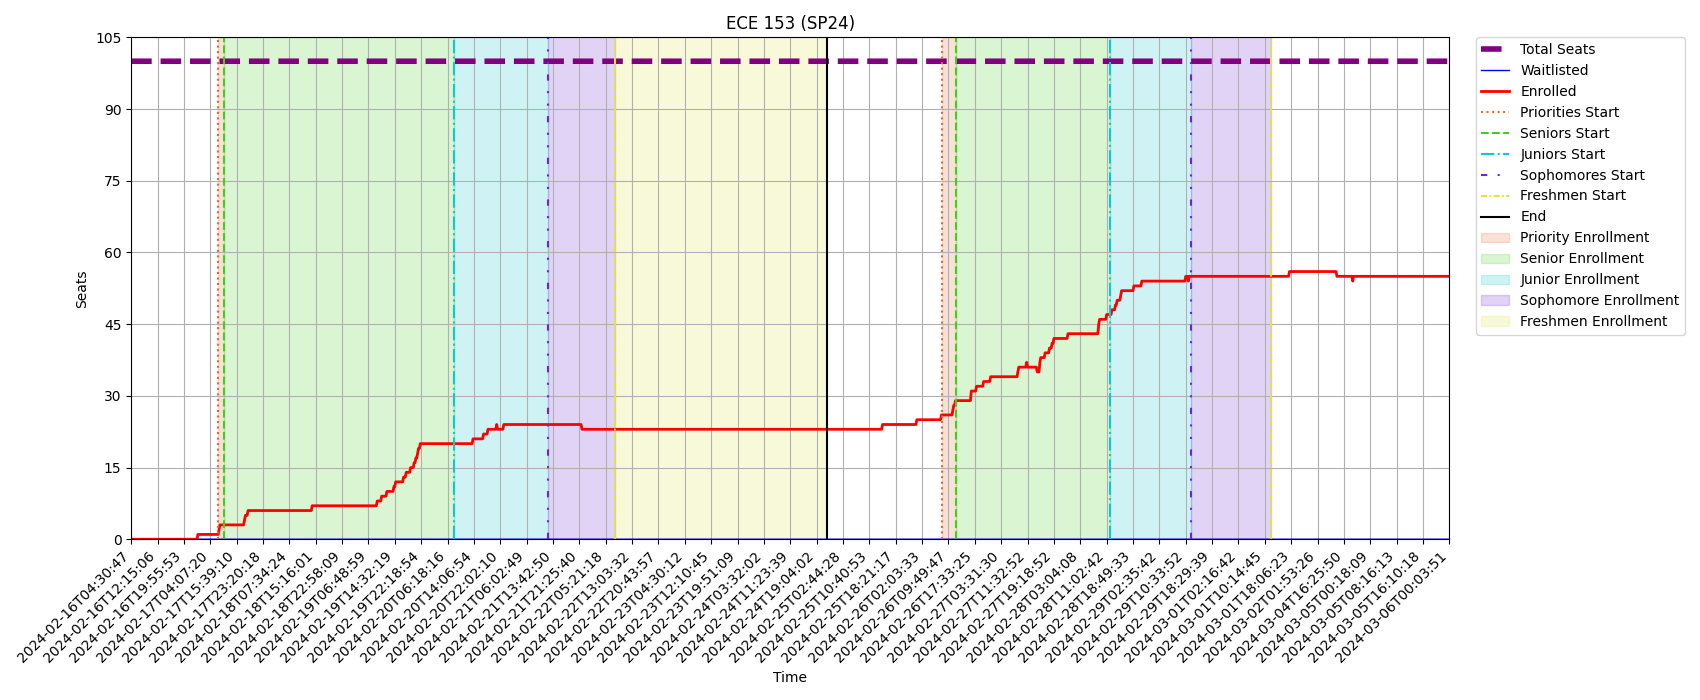 ECE 153 (SP24)
Seats
105
90
75
60
45
30
15
0
2024-02-16T04:30:47
2024-02-16T12:15:06
2024-02-16T19:55:53
2024-02-17T04:07:20
2024-02-17T15:39:10
2024-02-17T23:20:18
2024-02-18T07:34:24
2024-02-18T15:16:01
2024-02-18T22:58:09
2024-02-19T06:48:59
2024-02-19T14:32:19
2024-02-19T22:18:54
2024-02-20T06:18:16
2024-02-20T14:06:54
2024-02-20T22:02:10
2024-02-21T06:02:49
2024-02-21T13:42:50
2024-02-21T21:25:40
2024-02-22T05:21:18
2024-02-22T13:03:32
2024-02-22T20:43:57
2024-02-23T04:30:12
2024-02-23T12:10:45
2024-02-23T19:51:09
2024-02-24T03:32:02
2024-02-24T11:23:39
2024-02-24T19:04:02
2024-02-25T02:44:28
2024-02-25T10:40:53
2024-02-25T18:21:17
2024-02-26T02:03:33
2024-02-26T09:49:47
2024-02-26T17:33:25
2024-02-27T03:31:30
2024-02-27T11:32:52
2024-02-27T19:18:52
2024-02-28T03:04:08
2024-02-28T11:02:42
2024-02-28T18:49:33
2024-02-29T02:35:42
2024-02-29T10:33:52
2024-02-29T18:29:39
2024-03-01T02:16:42
2024-03-01T10:14:45
2024-03-01T18:06:23
2024-03-02T01:53:26
2024-03-04T16:25:50
2024-03-05T00:18:09
2024-03-05T08:16:13
2024-03-05T16:10:18
2024-03-06T00:03:51
Time
Total Seats
Waitlisted
Enrolled
Priorities Start
Seniors Start
Juniors Start
Sophomores Start
Freshmen Start
End
Priority Enrollment
Senior Enrollment
Junior Enrollment
Sophomore Enrollment
Freshmen Enrollment